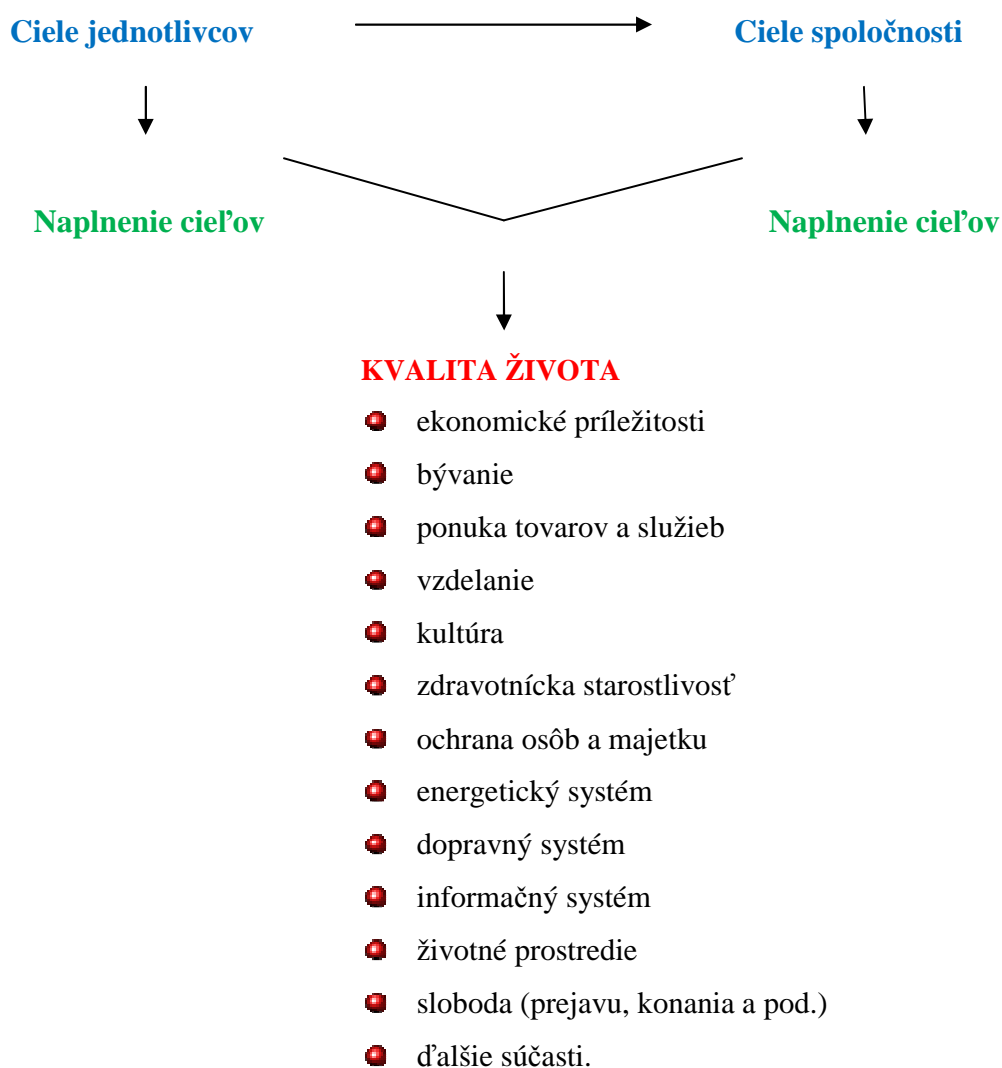 Ciele jednotlivcov
Ciele spoločnosti
Naplnenie cieľov
Naplnenie cieľov
KVALITA ŽIVOTA
ekonomické príležitosti
bývanie
ponuka tovarov a služieb
vzdelanie
kultúra
zdravotnícka starostlivosť
ochrana osôb a majetku
energetický systém
dopravný systém
informačný systém
životné prostredie
sloboda (prejavu, konania a pod.)
ďalšie súčasti.